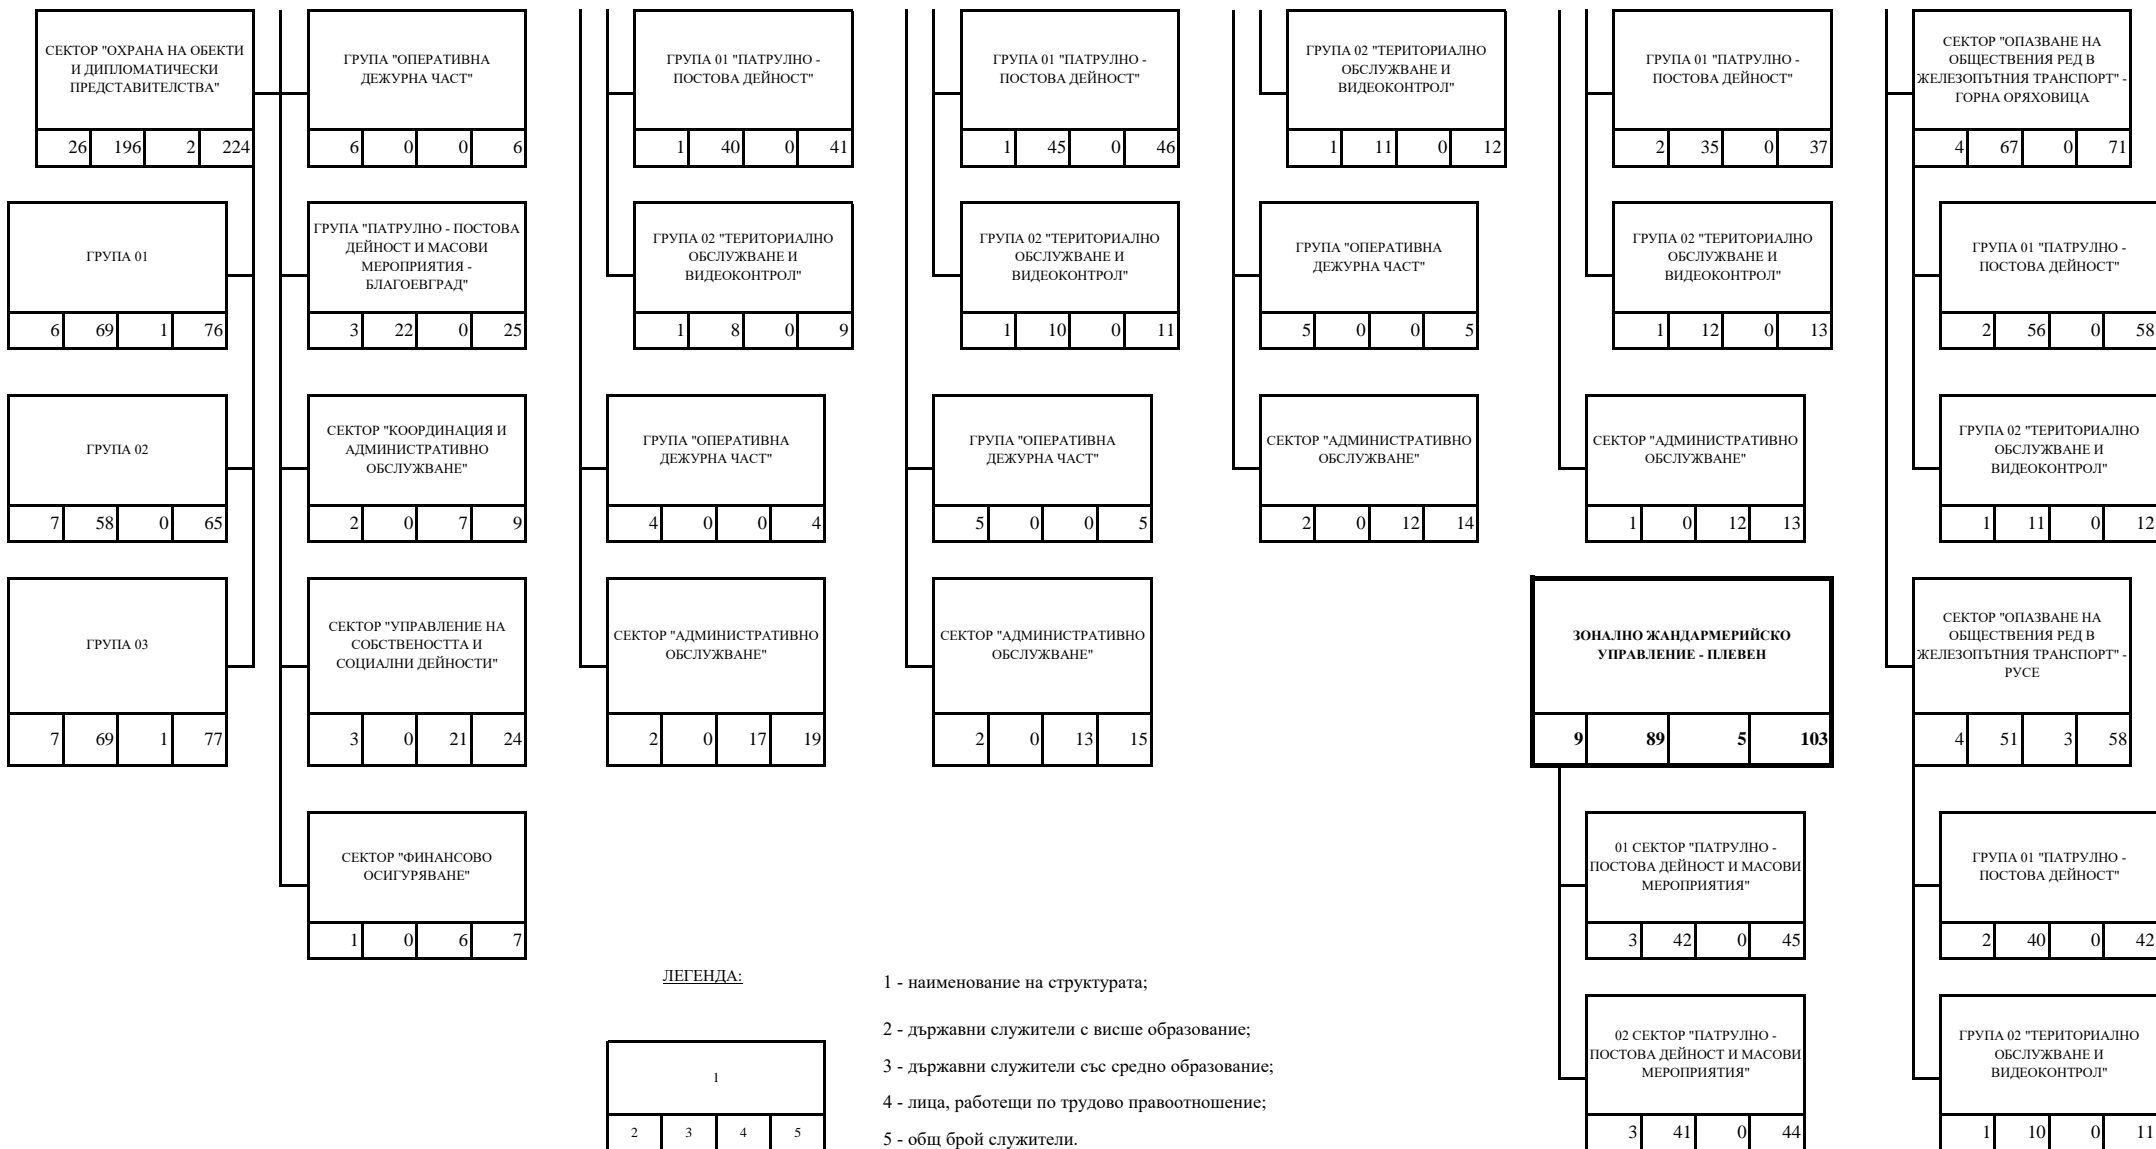 СЕКТОР "ОХРАНА НА ОБЕКТИ
И ДИПЛОМАТИЧЕСКИ
ПРЕДСТАВИТЕЛСТВА"
26 196 2 224
ГРУПА 01
6 69 1 76
ГРУПА 02
7 58 0 65
ГРУПА 03
7 69 1 77
ГРУПА "ОПЕРАТИВНА
ДЕЖУРНА ЧАСТ"
6 0 0 6
ГРУПА "ПАТРУЛНО - ПОСТОВА
ДЕЙНОСТ И МАСОВИ
МЕРОПРИЯТИЯ -
БЛАГОЕВГРАД"
3 22 0 25
СЕКТОР "КООРДИНАЦИЯ И
АДМИНИСТРАТИВНО
ОБСЛУЖВАНЕ"
2 0 7 9
СЕКТОР "УПРАВЛЕНИЕ НА
СОБСТВЕНОСТТА И
СОЦИАЛНИ ДЕЙНОСТИ"
3 0 21 24
СЕКТОР "ФИНАНСОВО
ОСИГУРЯВАНЕ"
1 0 6 7
ГРУПА 01 "ПАТРУЛНО -
ПОСТОВА ДЕЙНОСТ"
1 40 0 41
ГРУПА 02 "ТЕРИТОРИАЛНО
ОБСЛУЖВАНЕ И
ВИДЕОКОНТРОЛ"
1 8 0 9
ГРУПА "ОПЕРАТИВНА
ДЕЖУРНА ЧАСТ"
4 0 0 4
СЕКТОР "АДМИНИСТРАТИВНО
ОБСЛУЖВАНЕ"
2 0 17 19
ГРУПА 01 "ПАТРУЛНО -
ПОСТОВА ДЕЙНОСТ"
1 45 0 46
ГРУПА 02 "ТЕРИТОРИАЛНО
ОБСЛУЖВАНЕ И
ВИДЕОКОНТРОЛ"
1 10 0 11
ГРУПА "ОПЕРАТИВНА
ДЕЖУРНА ЧАСТ"
5 0 0 5
СЕКТОР "АДМИНИСТРАТИВНО
ОБСЛУЖВАНЕ"
2 0 13 15
ГРУПА 02 "ТЕРИТОРИАЛНО
ОБСЛУЖВАНЕ И
ВИДЕОКОНТРОЛ"
1 11 0 12
ГРУПА "ОПЕРАТИВНА
ДЕЖУРНА ЧАСТ"
5 0 0 5
СЕКТОР "АДМИНИСТРАТИВНО
ОБСЛУЖВАНЕ"
2 0 12 14
ГРУПА 01 "ПАТРУЛНО -
ПОСТОВА ДЕЙНОСТ"
2 35 0 37
ГРУПА 02 "ТЕРИТОРИАЛНО
ОБСЛУЖВАНЕ И
ВИДЕОКОНТРОЛ"
1 12 0 13
СЕКТОР "АДМИНИСТРАТИВНО
ОБСЛУЖВАНЕ"
1 0 12 13
ЗОНАЛНО ЖАНДАРМЕРИЙСКО
УПРАВЛЕНИЕ - ПЛЕВЕН
9 89 5 103
01 СЕКТОР "ПАТРУЛНО -
ПОСТОВА ДЕЙНОСТ И МАСОВИ
МЕРОПРИЯТИЯ"
3 42 0 45
02 СЕКТОР "ПАТРУЛНО -
ПОСТОВА ДЕЙНОСТ И МАСОВИ
МЕРОПРИЯТИЯ"
3 41 0 44
СЕКТОР "ОПАЗВАНЕ НА
ОБЩЕСТВЕНИЯ РЕД В
ЖЕЛЕЗОПЪТНИЯ ТРАНСПОРТ" -
ГОРНА ОРЯХОВИЦА
4 67 0 71
ГРУПА 01 "ПАТРУЛНО -
ПОСТОВА ДЕЙНОСТ"
2 56 0 58
ГРУПА 02 "ТЕРИТОРИАЛНО
ОБСЛУЖВАНЕ И
ВИДЕОКОНТРОЛ"
1 11 0 12
СЕКТОР "ОПАЗВАНЕ НА
ОБЩЕСТВЕНИЯ РЕД В
ЖЕЛЕЗОПЪТНИЯ ТРАНСПОРТ" -
РУСЕ
4 51 3 58
ГРУПА 01 "ПАТРУЛНО -
ПОСТОВА ДЕЙНОСТ"
2 40 0 42
ГРУПА 02 "ТЕРИТОРИАЛНО
ОБСЛУЖВАНЕ И
ВИДЕОКОНТРОЛ"
1 10 0 11
ЛЕГЕНДА:
1
2 3 4 5
1 - наименование на структурата;
2 - държавни служители с висше образование;
3 - държавни служители със средно образование;
4 - лица, работещи по трудово правоотношение;
5 - общ брой служители.